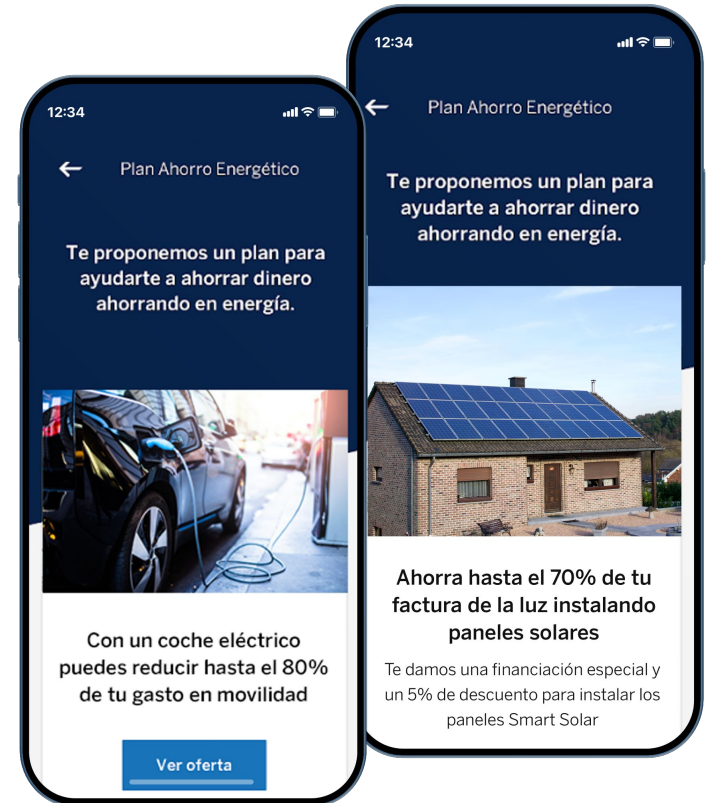 12:34
Plan Ahorro Energético
Te proponemos un plan para
ayudarte a ahorrar dinero
ahorrando en energía.
Con un coche eléctrico
puedes reducir hasta el 80%
de tu gasto en movilidad
Ver oferta
12:34
Plan Ahorro Energético
Te proponemos un plan para
ayudarte a ahorrar dinero
ahorrando en energía.
Ahorra hasta el 70% de tu
factura de la luz instalando
paneles solares
Te damos una financiación especial y
un 5% de descuento para instalar los
paneles Smart Solar